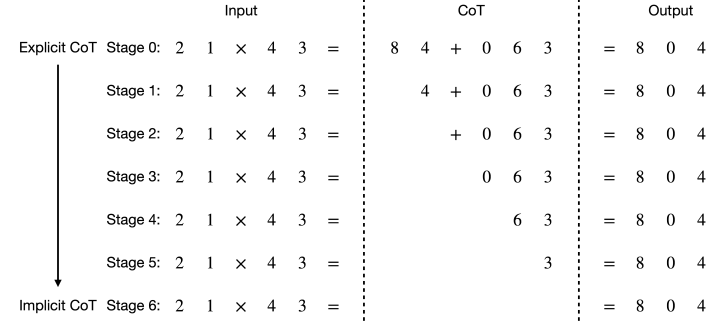 Input CoT Output
Explicit CoT Stage 0: 2 1 × 4 3 = 8 4 + 0 6 3 = 8 0 4
Stage 1: 2 1 × 4 3 = 4 + 0 6 3 = 8 0 4
Stage 2: 2 1 × 4 3 = + 0 6 3 = 8 0 4
Stage 3: 2 1 × 4 3 = 0 6 3 = 8 0 4
Stage 4: 2 1 × 4 3 = 6 3 = 8 0 4
Stage 5: 2 1 × 4 3 = 3 = 8 0 4
Implicit CoT Stage 6: 2 1 × 4 3 = = 8 0 4